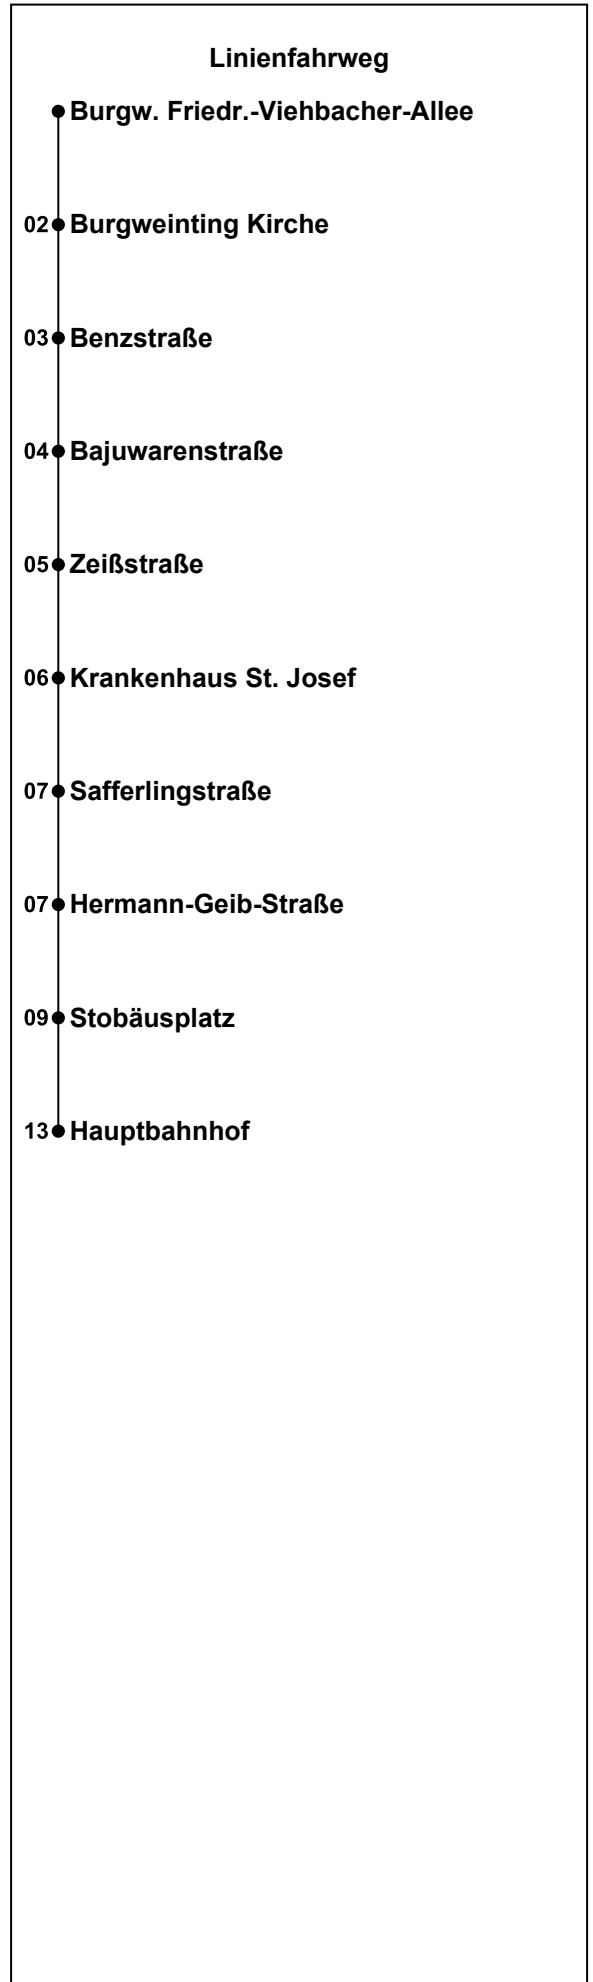 Linienfahrweg
Burgw. Friedr.-Viehbacher-Allee
02 Burgweinting Kirche
03 Benzstraße
04 Bajuwarenstraße
05 Zeißstraße
06 Krankenhaus St. Josef
07 Safferlingstraße
07 Hermann-Geib-Straße
09 Stobäusplatz
13 Hauptbahnhof